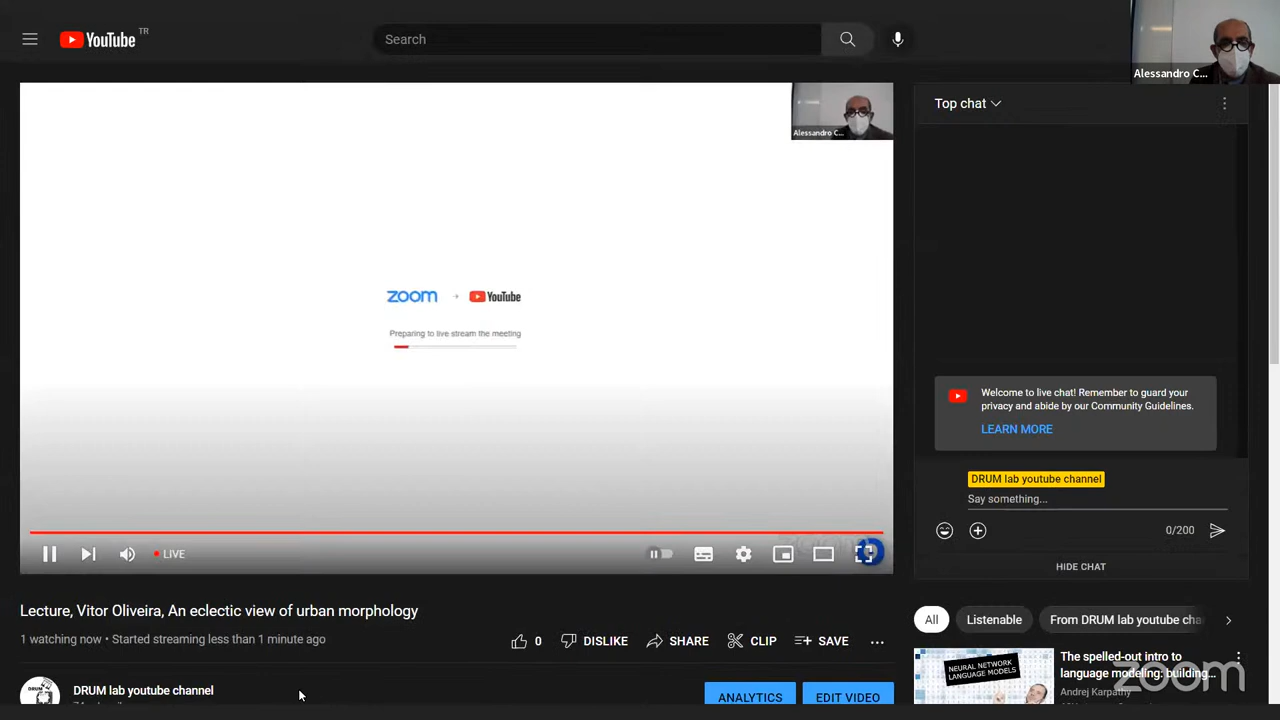 YouTube TR
Search
Alessandro C...
Top chat
Alessandro C...
zoom → YouTube
Preparing to live stream the meeting
Welcome to live chat! Remember to guard your
privacy and abide by our Community Guidelines.
LEARN MORE
DRUM lab youtube channel
Say something...
0/200
LIVE
zoom
HIDE CHAT
Lecture, Vitor Oliveira, An eclectic view of urban morphology
1 watching now • Started streaming less than 1 minute ago
0 DISLIKE SHARE CLIP SAVE
All Listenable From DRUM lab youtube cha
NEURAL NETWORK
LANGUAGE MODELS
The spelled-out intro to
language modeling: building...
Andrej Karpathy
DRUM lab youtube channel
ANALYTICS EDIT VIDEO
zoom